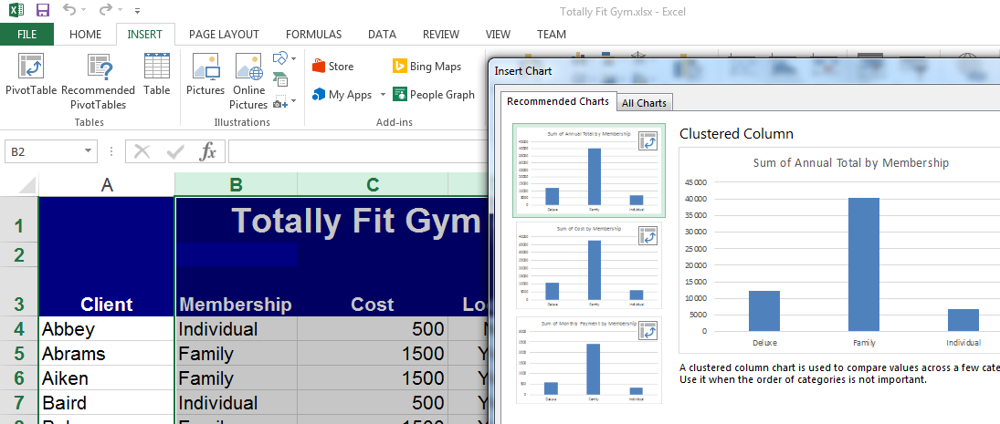 Totally Fit Gym.xlsx - Excel
FILE HOME INSERT PAGE LAYOUT FORMULAS DATA REVIEW VIEW TEAM
PivotTable Recommended PivotTables Table
Tables
Pictures Online Pictures
Illustrations
Store
My Apps
Bing Maps
People Graph
Add-ins
B2 fx
A B C
1 Totally Fit Gym
2
3 Client Membership Cost Lo
4 Abbey Individual 500
5 Abrams Family 1500 Y
6 Aiken Family 1500 Y
7 Baird Individual 500 Y
Insert Chart
Recommended Charts All Charts
Sum of Annual Total by Membership
Deluxe Family Individual
Sum of Cost by Membership
Deluxe Family Individual
Sum of Monthly Payment by Membership
Deluxe Family Individual
Clustered Column
Sum of Annual Total by Membership
45000
40000
35000
30000
25000
20000
15000
10000
5000
0
Deluxe Family Individual
A clustered column chart is used to compare values across a few cate
Use it when the order of categories is not important.